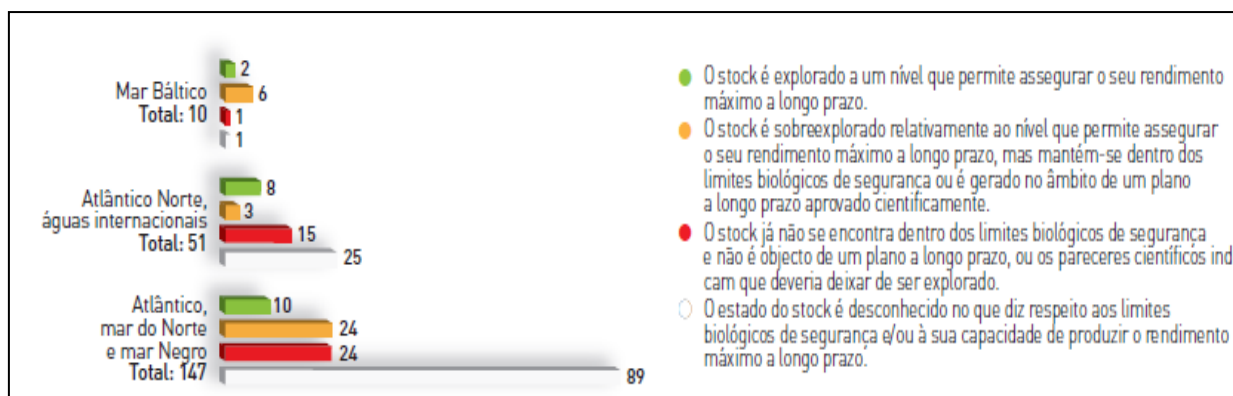 2
Mar Báltico
6
Total: 10
1
1
8
Atlântico Norte,
3
águas internacionais
15
Total: 51
25
Atlântico,
10
mar do Norte
24
e mar Negro
24
Total: 147
89
O stock é explorado a um nível que permite assegurar o seu rendimento
máximo a longo prazo.
O stock é sobreexplorado relativamente ao nível que permite assegurar
o seu rendimento máximo a longo prazo, mas mantém-se dentro dos
limites biológicos de segurança ou é gerado no âmbito de um plano
a longo prazo aprovado cientificamente.
O stock já não se encontra dentro dos limites biológicos de segurança
e não é objecto de um plano a longo prazo, ou os pareceres científicos ind
cam que deveria deixar de ser explorado.
O estado do stock é desconhecido no que diz respeito aos limites
biológicos de segurança e/ou à sua capacidade de produzir o rendimento
máximo a longo prazo.